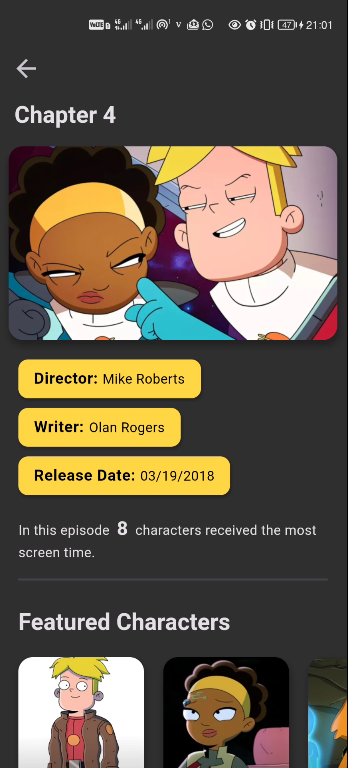 47 21:01
Chapter 4
Director: Mike Roberts
Writer: Olan Rogers
Release Date: 03/19/2018
In this episode 8 characters received the most
screen time.
Featured Characters